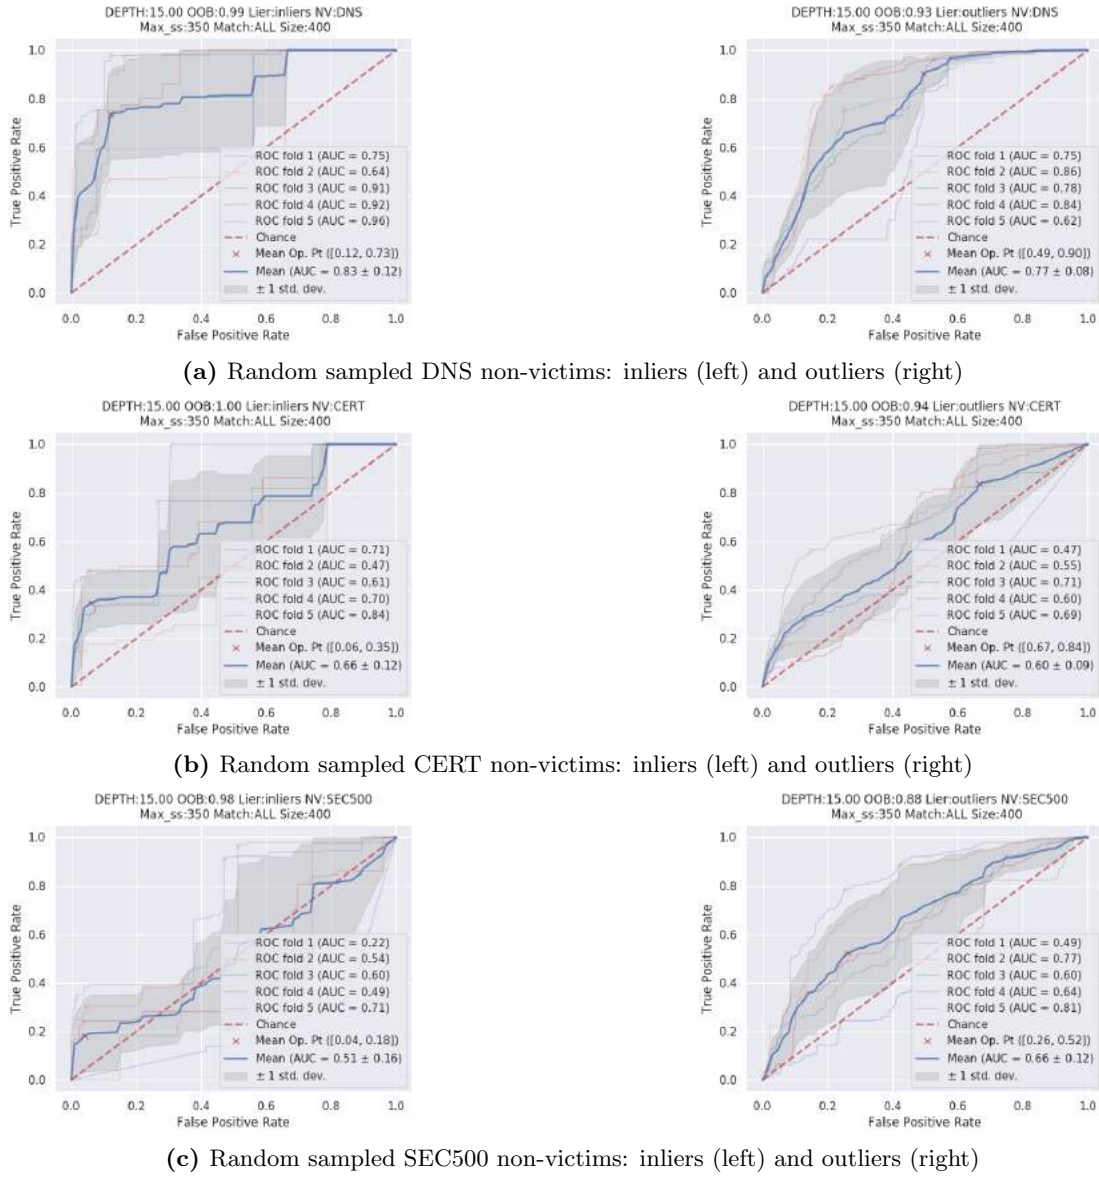 DEPTH:15.00 OOB:0.99 Lier:inliers NV:DNS
Max_ss:350 Match:ALL Size:400
1.0
0.8
0.6
0.4
0.2
0.0
True Positive Rate
ROC fold 1 (AUC = 0.75)
ROC fold 2 (AUC = 0.64)
ROC fold 3 (AUC = 0.91)
ROC fold 4 (AUC = 0.92)
ROC fold 5 (AUC = 0.96)
Chance
Mean Op. Pt ([0.12, 0.73])
Mean (AUC = 0.83 ± 0.12)
± 1 std. dev.
0.0 0.2 0.4 0.6 0.8 1.0
False Positive Rate
DEPTH:15.00 OOB:0.93 Lier:outliers NV:DNS
Max_ss:350 Match:ALL Size:400
1.0
0.8
0.6
0.4
0.2
0.0
True Positive Rate
ROC fold 1 (AUC = 0.75)
ROC fold 2 (AUC = 0.86)
ROC fold 3 (AUC = 0.78)
ROC fold 4 (AUC = 0.84)
ROC fold 5 (AUC = 0.62)
Chance
Mean Op. Pt ([0.49, 0.90])
Mean (AUC = 0.77 ± 0.08)
± 1 std. dev.
0.0 0.2 0.4 0.6 0.8 1.0
False Positive Rate
(a) Random sampled DNS non-victims: inliers (left) and outliers (right)
DEPTH:15.00 OOB:1.00 Lier:inliers NV:CERT
Max_ss:350 Match:ALL Size:400
1.0
0.8
0.6
0.4
0.2
0.0
True Positive Rate
ROC fold 1 (AUC = 0.71)
ROC fold 2 (AUC = 0.47)
ROC fold 3 (AUC = 0.61)
ROC fold 4 (AUC = 0.70)
ROC fold 5 (AUC = 0.84)
Chance
Mean Op. Pt ([0.06, 0.35])
Mean (AUC = 0.66 ± 0.12)
± 1 std. dev.
0.0 0.2 0.4 0.6 0.8 1.0
False Positive Rate
DEPTH:15.00 OOB:0.94 Lier:outliers NV:CERT
Max_ss:350 Match:ALL Size:400
1.0
0.8
0.6
0.4
0.2
0.0
True Positive Rate
ROC fold 1 (AUC = 0.47)
ROC fold 2 (AUC = 0.55)
ROC fold 3 (AUC = 0.71)
ROC fold 4 (AUC = 0.60)
ROC fold 5 (AUC = 0.69)
Chance
Mean Op. Pt ([0.67, 0.84])
Mean (AUC = 0.60 ± 0.09)
± 1 std. dev.
0.0 0.2 0.4 0.6 0.8 1.0
False Positive Rate
(b) Random sampled CERT non-victims: inliers (left) and outliers (right)
DEPTH:15.00 OOB:0.98 Lier:inliers NV:SEC500
Max_ss:350 Match:ALL Size:400
1.0
0.8
0.6
0.4
0.2
0.0
True Positive Rate
ROC fold 1 (AUC = 0.22)
ROC fold 2 (AUC = 0.54)
ROC fold 3 (AUC = 0.60)
ROC fold 4 (AUC = 0.49)
ROC fold 5 (AUC = 0.71)
Chance
Mean Op. Pt ([0.04, 0.18])
Mean (AUC = 0.51 ± 0.16)
± 1 std. dev.
0.0 0.2 0.4 0.6 0.8 1.0
False Positive Rate
DEPTH:15.00 OOB:0.88 Lier:outliers NV:SEC500
Max_ss:350 Match:ALL Size:400
1.0
0.8
0.6
0.4
0.2
0.0
True Positive Rate
ROC fold 1 (AUC = 0.49)
ROC fold 2 (AUC = 0.77)
ROC fold 3 (AUC = 0.60)
ROC fold 4 (AUC = 0.64)
ROC fold 5 (AUC = 0.81)
Chance
Mean Op. Pt ([0.26, 0.52])
Mean (AUC = 0.66 ± 0.12)
± 1 std. dev.
0.0 0.2 0.4 0.6 0.8 1.0
False Positive Rate
(c) Random sampled SEC500 non-victims: inliers (left) and outliers (right)